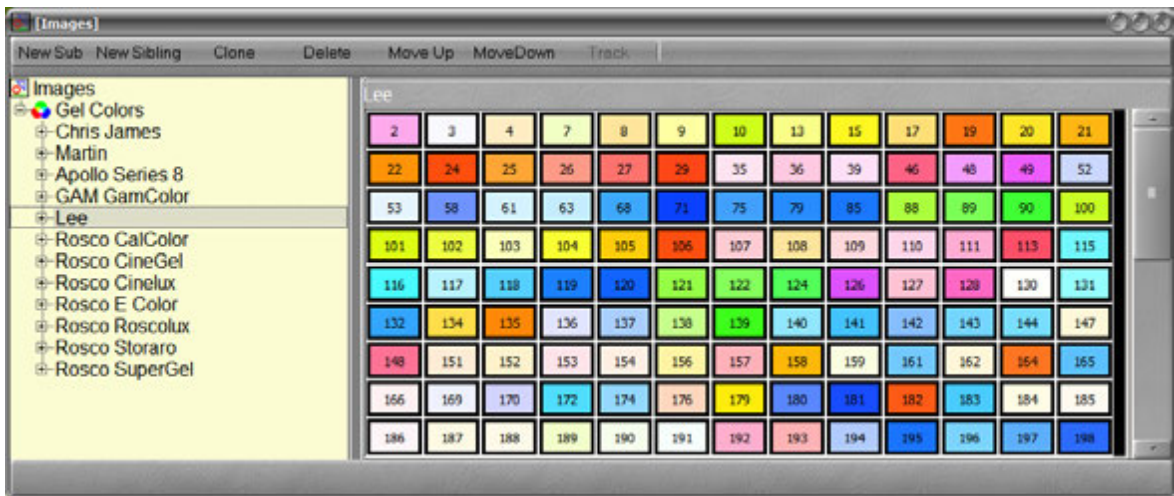 [Images]
New Sub New Sibling Clone Delete Move Up MoveDown Track
Images
Gel Colors
Chris James
Martin
Apollo Series 8
GAM GamColor
Lee
Rosco CalColor
Rosco CineGel
Rosco Cinelux
Rosco E Color
Rosco Roscolux
Rosco Storaro
Rosco SuperGel
Lee
2 3 4 7 8 9 10 13 15 17 19 20 21
22 24 25 26 27 29 35 36 39 46 48 49 52
53 58 61 63 68 71 75 79 85 88 89 90 100
101 102 103 104 105 106 107 108 109 110 111 113 115
116 117 118 119 120 121 122 124 126 127 128 130 131
132 134 135 136 137 138 139 140 141 142 143 144 147
148 151 152 153 154 156 157 158 159 161 162 164 165
166 169 170 172 174 176 179 180 181 182 183 184 185
186 187 188 189 190 191 192 193 194 195 196 197 198